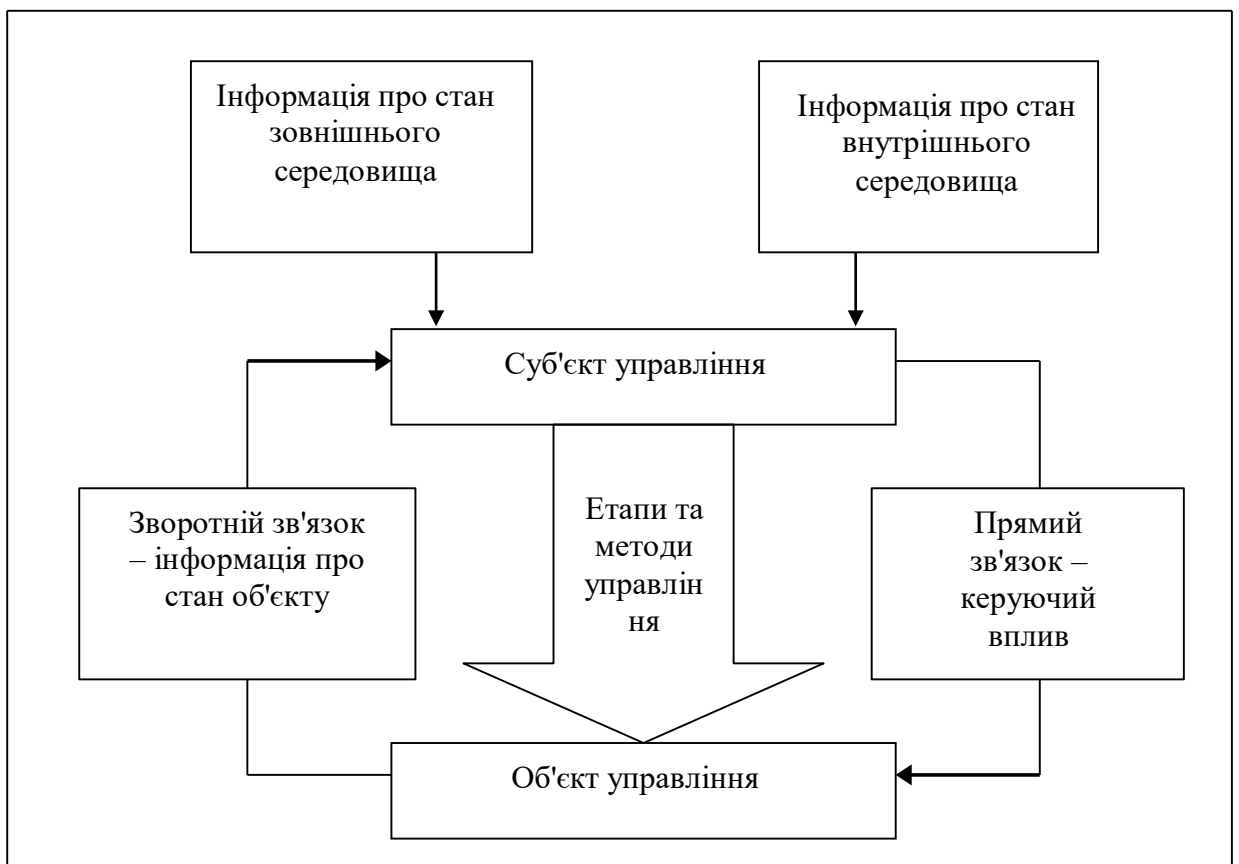 Інформація про стан
зовнішнього
середовища
Інформація про стан
внутрішнього
середовища
Суб'єкт управління
Зворотній зв'язок
– інформація про
стан об'єкту
Етапи та
методи
управлін
ня
Прямий
зв'язок –
керуючий
вплив
Об'єкт управління